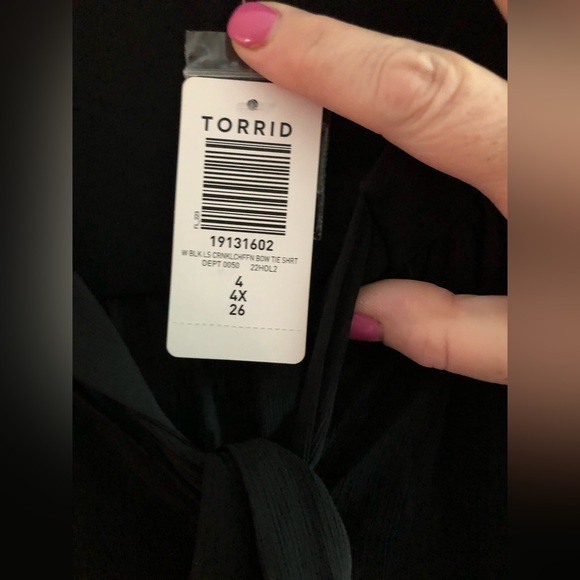 TORRID
19131602
W BLK LS CRNKLCHFFN BOW TIE SHRT
DEPT 0050 22HOL2
4
4X
26